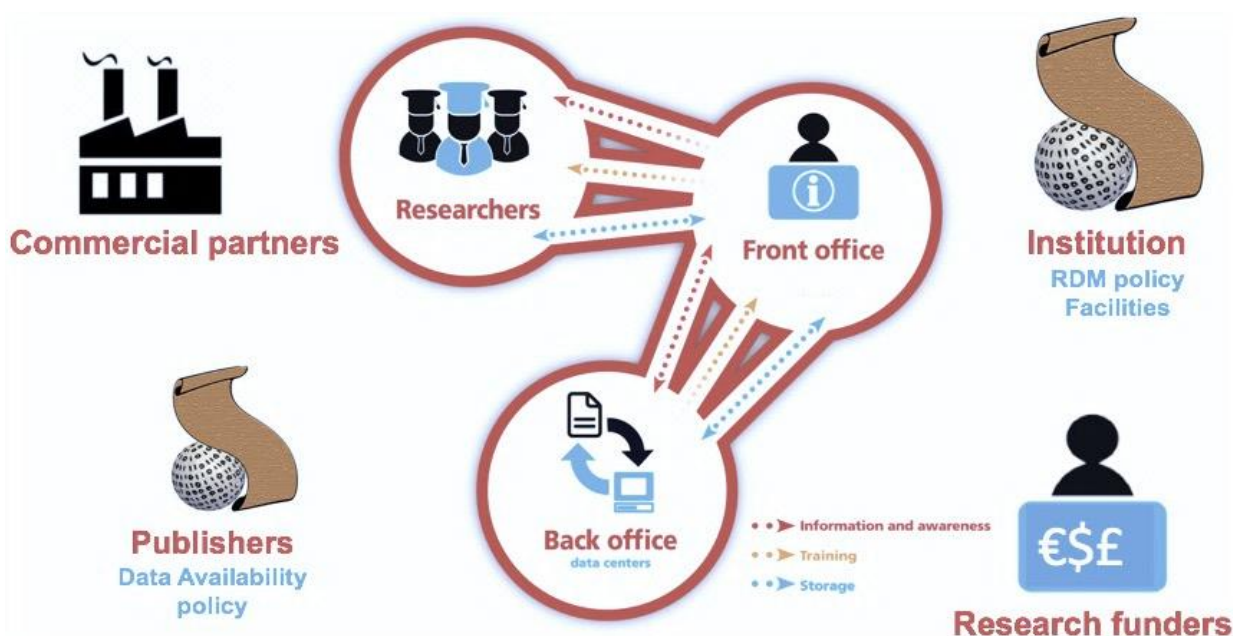 Researchers
Commercial partners
Front office
Institution
RDM policy
Facilities
Publishers
Data Availability
policy
Back office
data centers
Information and awareness
Training
Storage
€$£
Research funders